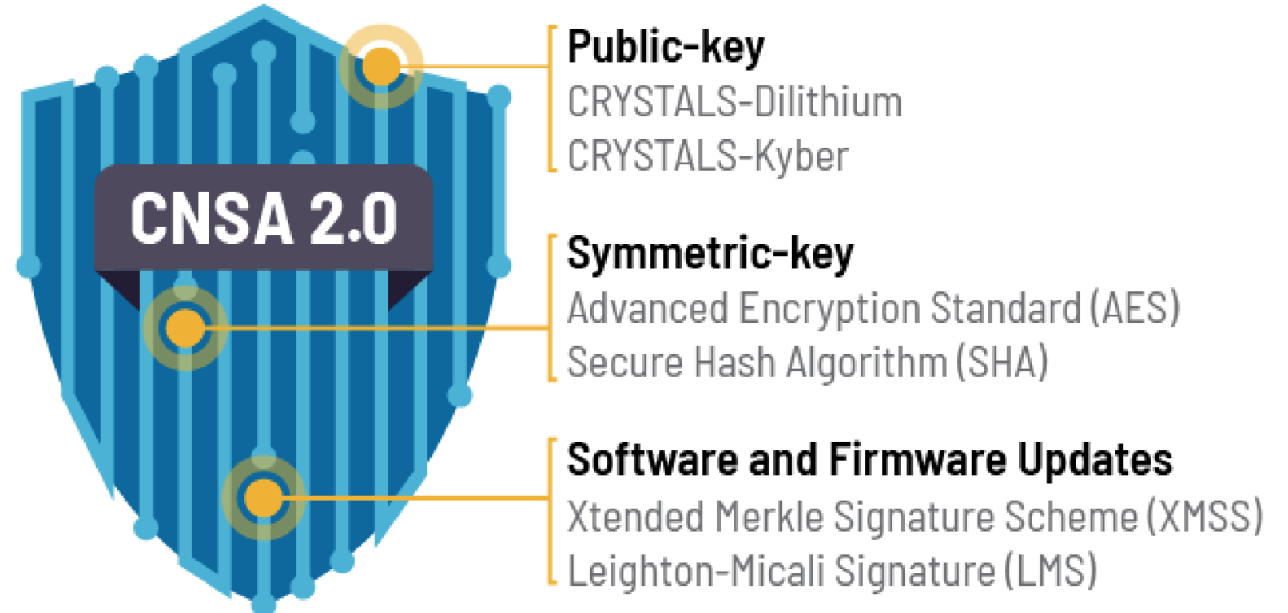 CNSA 2.0
Public-key
CRYSTALS-Dilithium
CRYSTALS-Kyber
Symmetric-key
Advanced Encryption Standard (AES)
Secure Hash Algorithm (SHA)
Software and Firmware Updates
Xtended Merkle Signature Scheme (XMSS)
Leighton-Micali Signature (LMS)